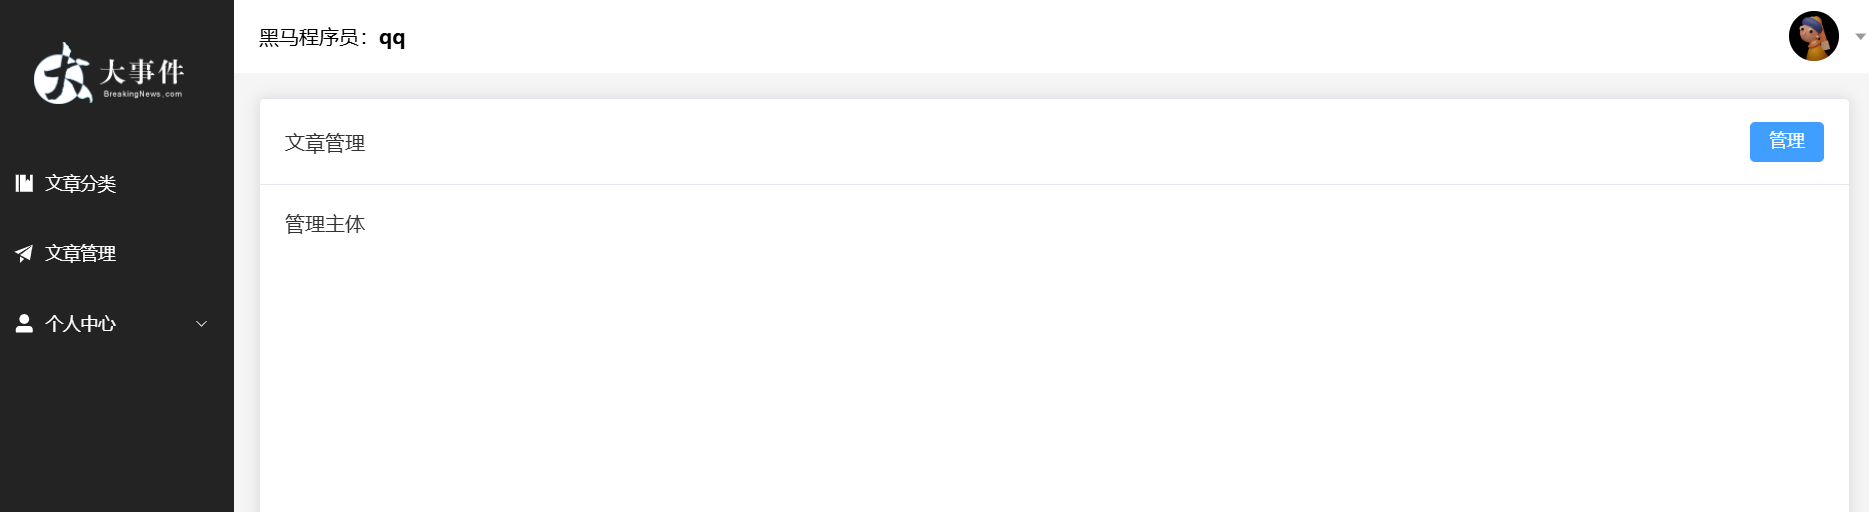 大事件
BreakingNews.com
文章分类
文章管理
个人中心
黑马程序员：qq
文章管理
管理
管理主体